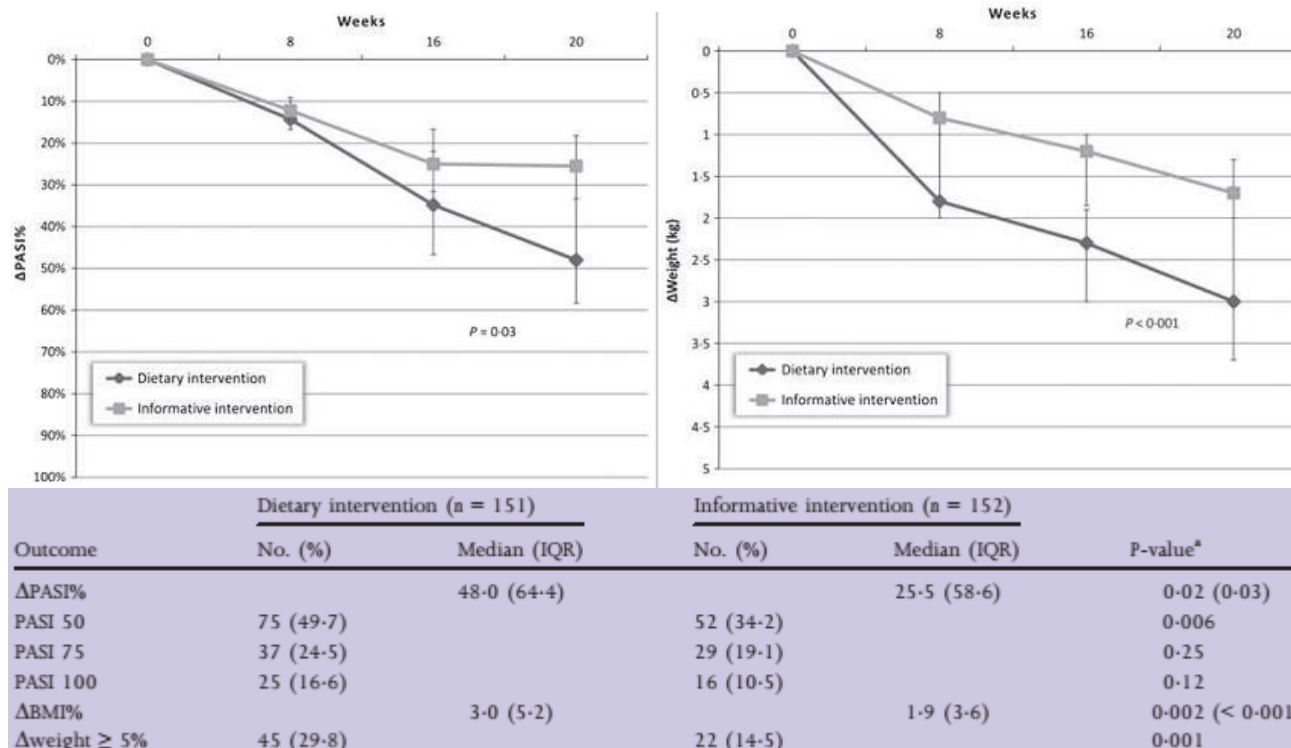 Weeks
0 8 16 20
0%
10%
20%
30%
40%
50%
60%
70%
80%
90%
100%
ΔPASI%
P = 0·03
Dietary intervention
Informative intervention
Weeks
0 8 16 20
0
0·5
1
1·5
2
2·5
3
3·5
4
4·5
5
ΔWeight (kg)
P < 0·001
Dietary intervention
Informative intervention
Dietary intervention (n = 151) Informative intervention (n = 152)
Outcome No. (%) Median (IQR) No. (%) Median (IQR) P-valueª
ΔPASI% 48·0 (64·4) 25·5 (58·6) 0·02 (0·03)
PASI 50 75 (49·7) 52 (34·2) 0·006
PASI 75 37 (24·5) 29 (19·1) 0·25
PASI 100 25 (16·6) 16 (10·5) 0·12
ΔBMI% 3·0 (5·2) 1·9 (3·6) 0·002 (< 0·001
Δweight ≥ 5% 45 (29·8) 22 (14·5) 0·001